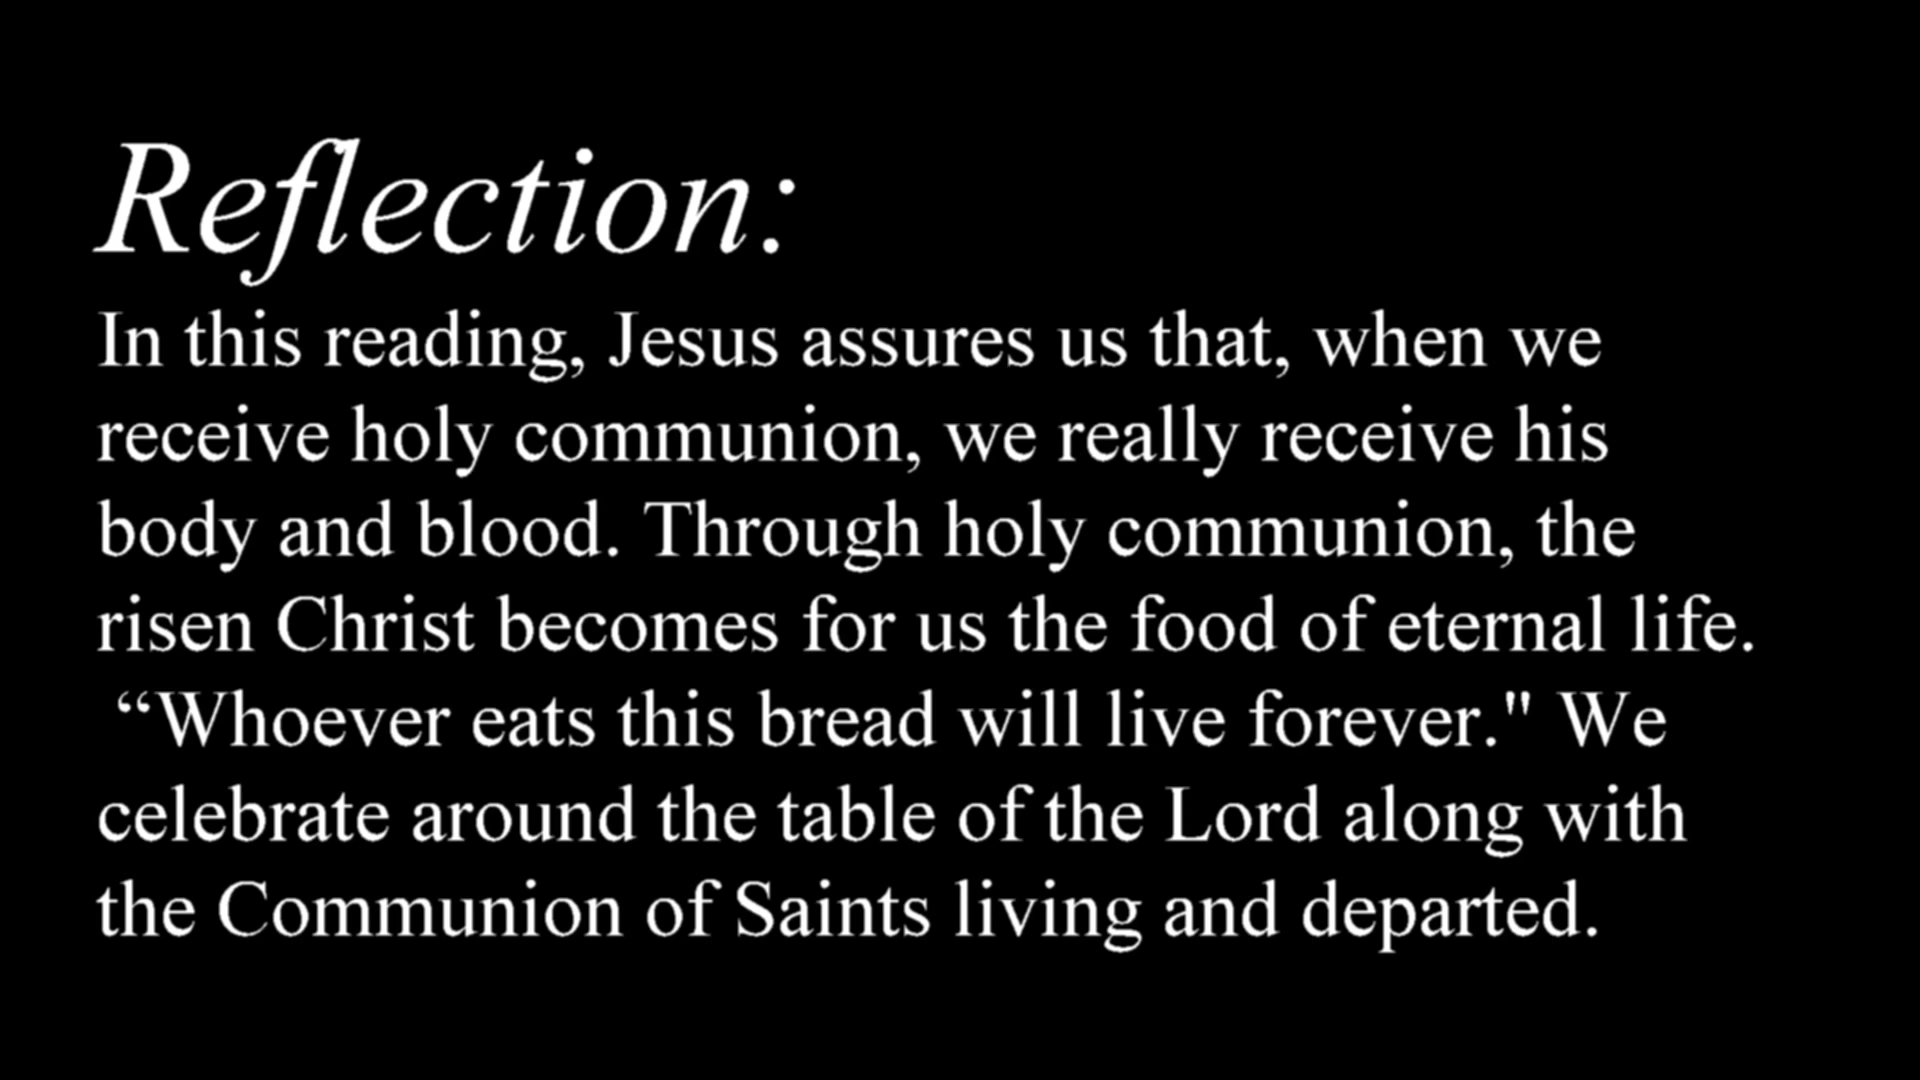 Reflection:
In this reading, Jesus assures us that, when we
receive holy communion, we really receive his
body and blood. Through holy communion, the
risen Christ becomes for us the food of eternal life.
“Whoever eats this bread will live forever." We
celebrate around the table of the Lord along with
the Communion of Saints living and departed.